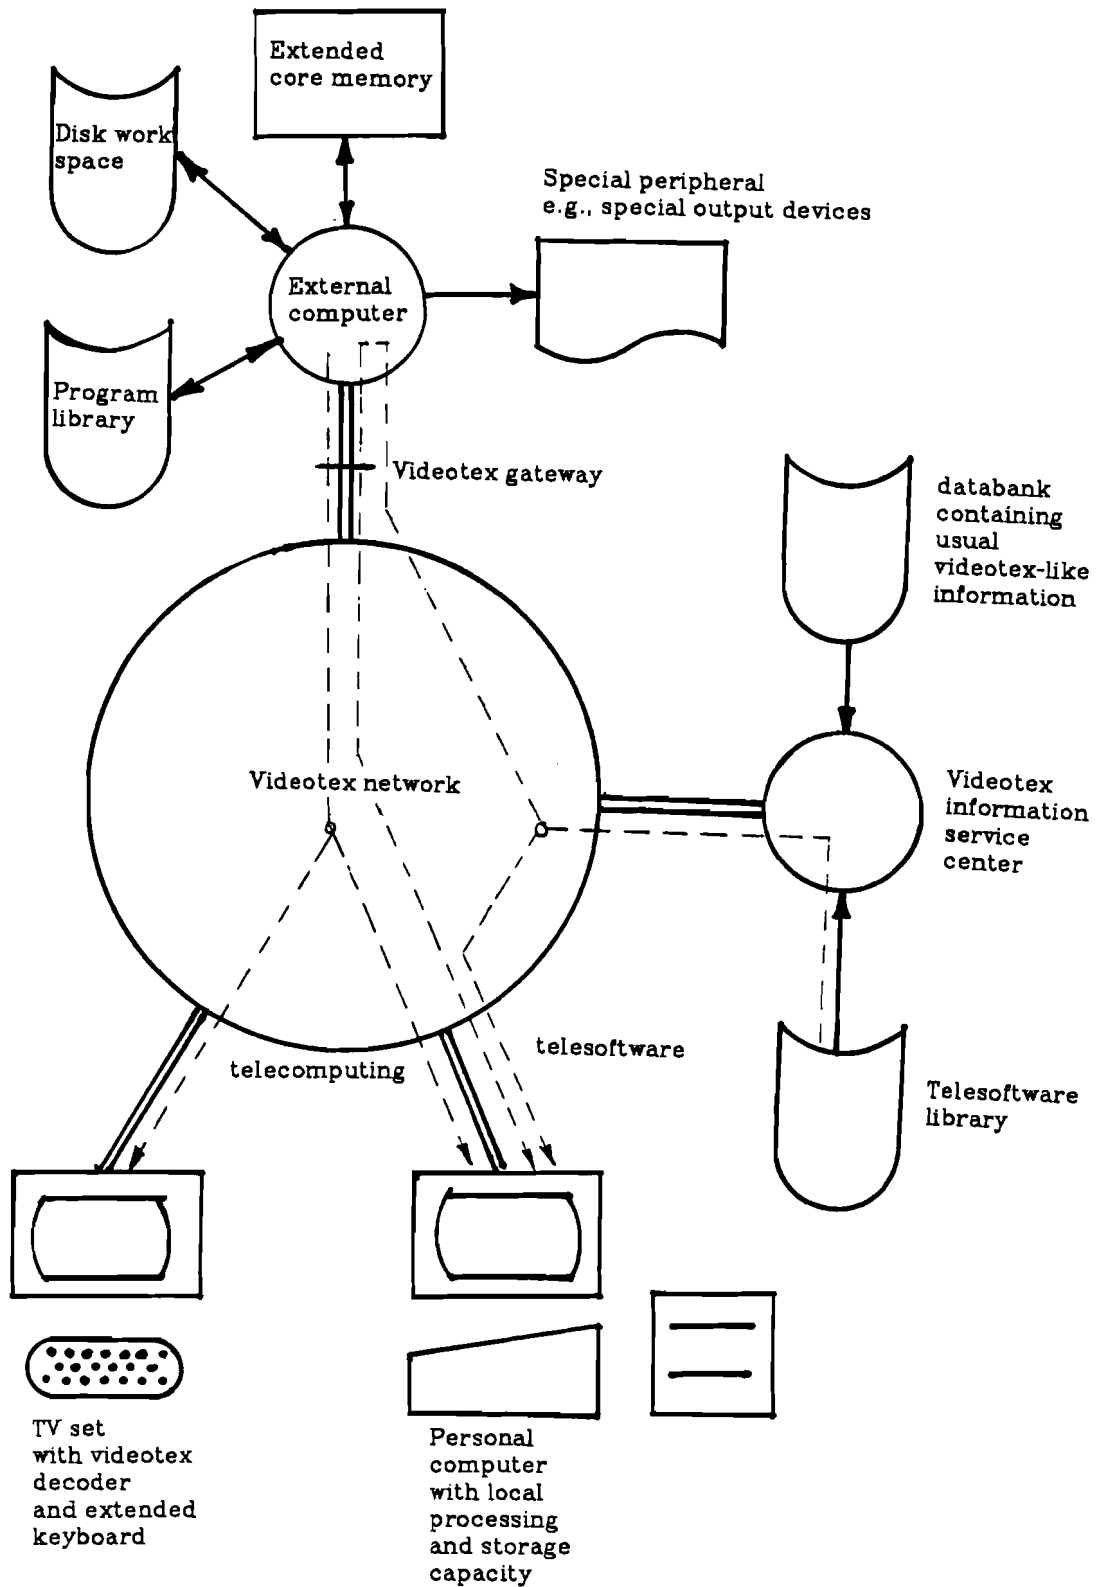 Extended
core memory
Disk work
space
Special peripheral
e.g., special output devices
External
computer
Program
library
Videotex gateway
databank
containing
usual
videotex-like
information
Videotex network
Videotex
information
service
center
telecomputing
telesoftware
Telesoftware
library
TV set
with videotex
decoder
and extended
keyboard
Personal
computer
with local
processing
and storage
capacity